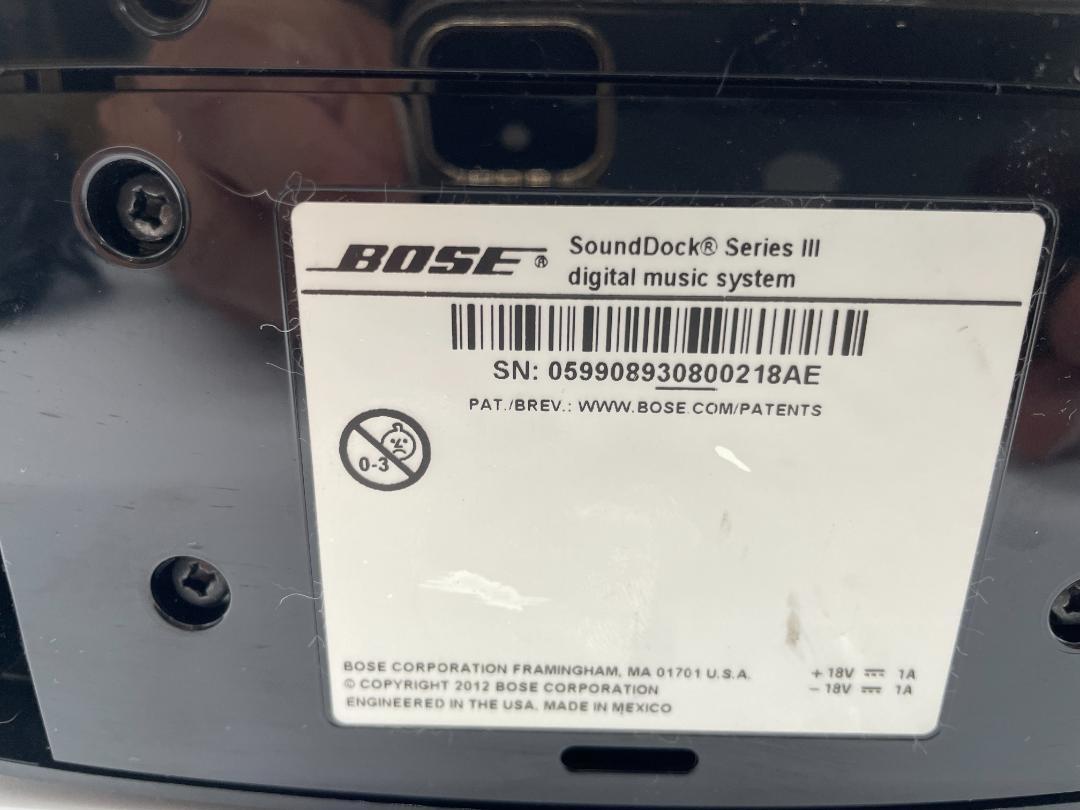 BOSE®
SoundDock® Series III
digital music system
SN: 059908930800218AE
PAT./BREV.: WWW.BOSE.COM/PATENTS
0-3
BOSE CORPORATION FRAMINGHAM, MA 01701 U.S.A.
© COPYRIGHT 2012 BOSE CORPORATION
ENGINEERED IN THE USA. MADE IN MEXICO
+ 18V ⎓ 1A
− 18V ⎓ 1A